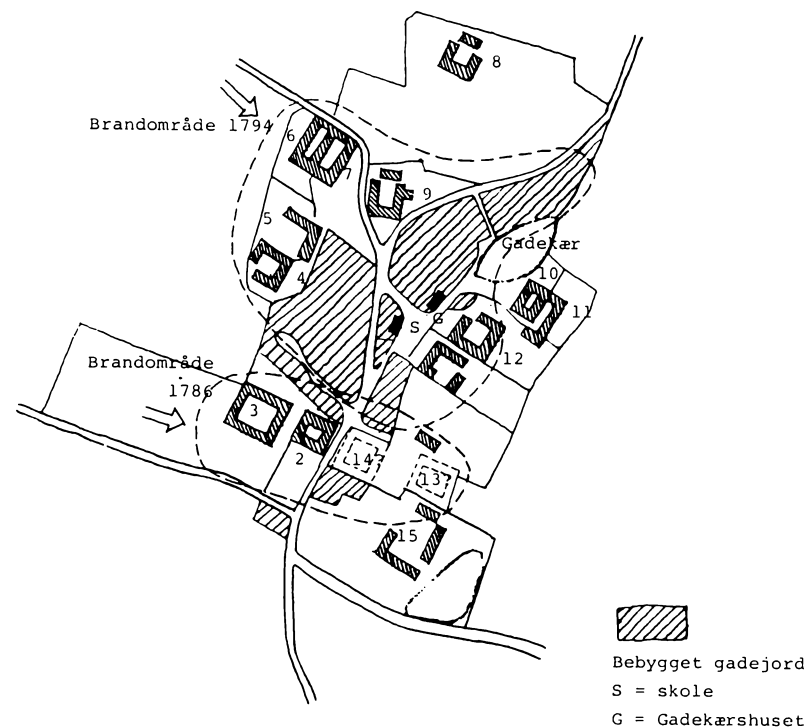 8
Brandområde 1794
6
7
9
5
4
Gadekær
10
11
G
S
12
Brandområde
1786
3
2
14
13
15
Bebygget gadejord
S = skole
G = Gadekærshuset